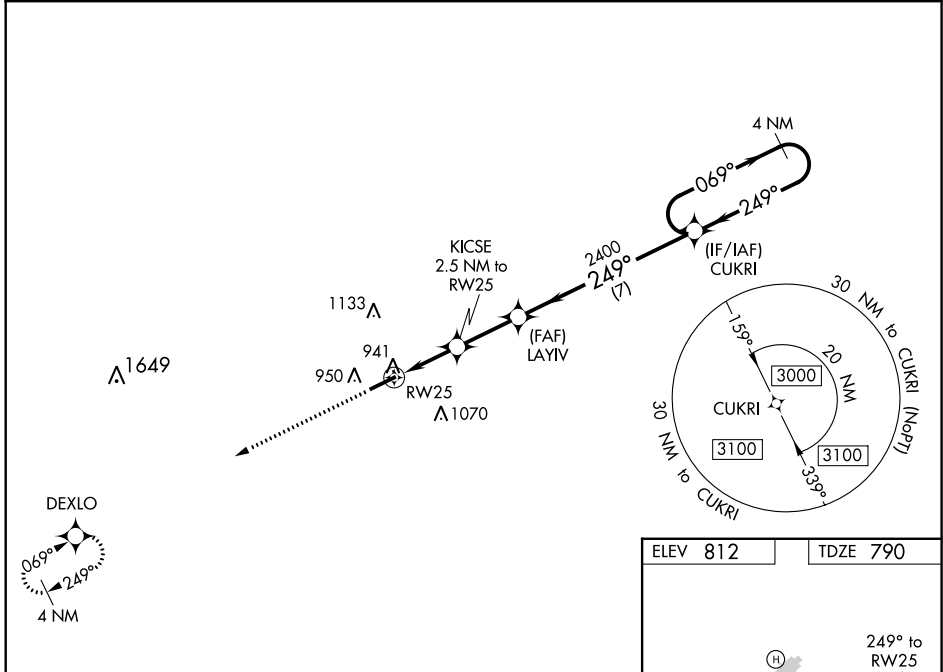 4 NM
069°
249°
(IF/IAF)
CUKRI
2400
249°
(7)
KICSE
2.5 NM to
RW25
(FAF)
LAYIV
1133
941
950
RW25
1070
1649
30 NM to CUKRI (NoPT)
159°
20 NM
3000
CUKRI
3100
3100
339°
30 NM to CUKRI
DEXLO
069°
249°
4 NM
ELEV 812
TDZE 790
249° to
RW25
H